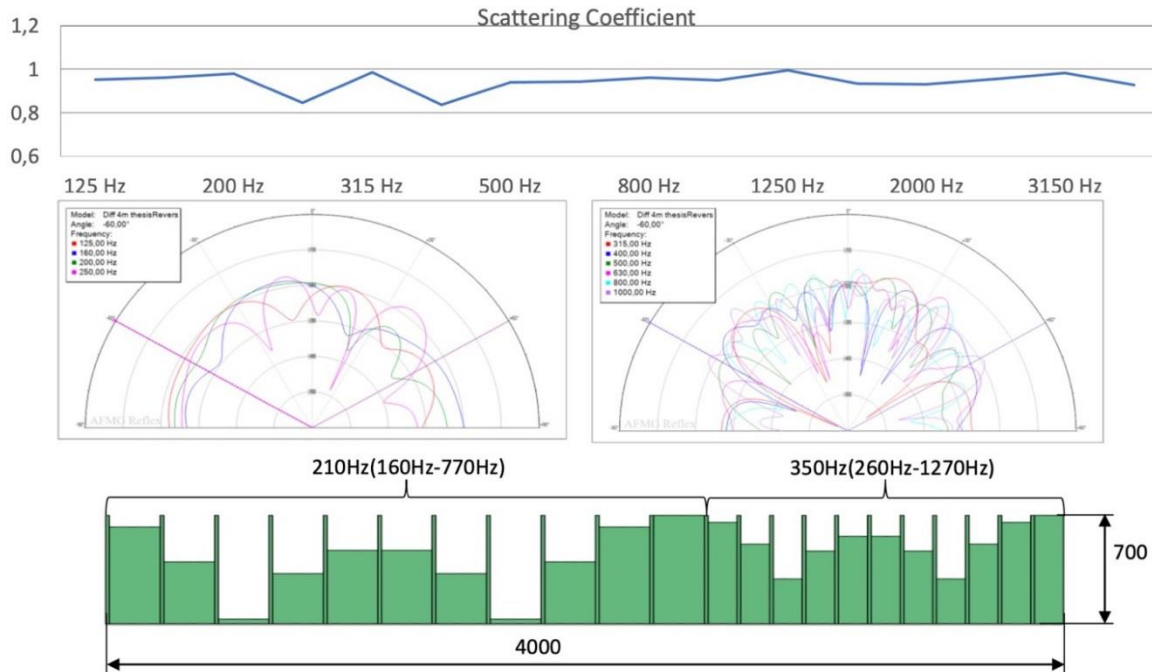 Scattering Coefficient
1,2
1
0,8
0,6
125 Hz 200 Hz 315 Hz 500 Hz 800 Hz 1250 Hz 2000 Hz 3150 Hz
Model: Diff 4m thesisRevers
Angle: -60,00°
Frequency:
125,00 Hz
160,00 Hz
200,00 Hz
250,00 Hz
AFMG Reflex
Model: Diff 4m thesisRevers
Angle: -60,00°
Frequency:
315,00 Hz
400,00 Hz
500,00 Hz
630,00 Hz
800,00 Hz
1000,00 Hz
AFMG Reflex
210Hz(160Hz-770Hz) 350Hz(260Hz-1270Hz)
700
4000